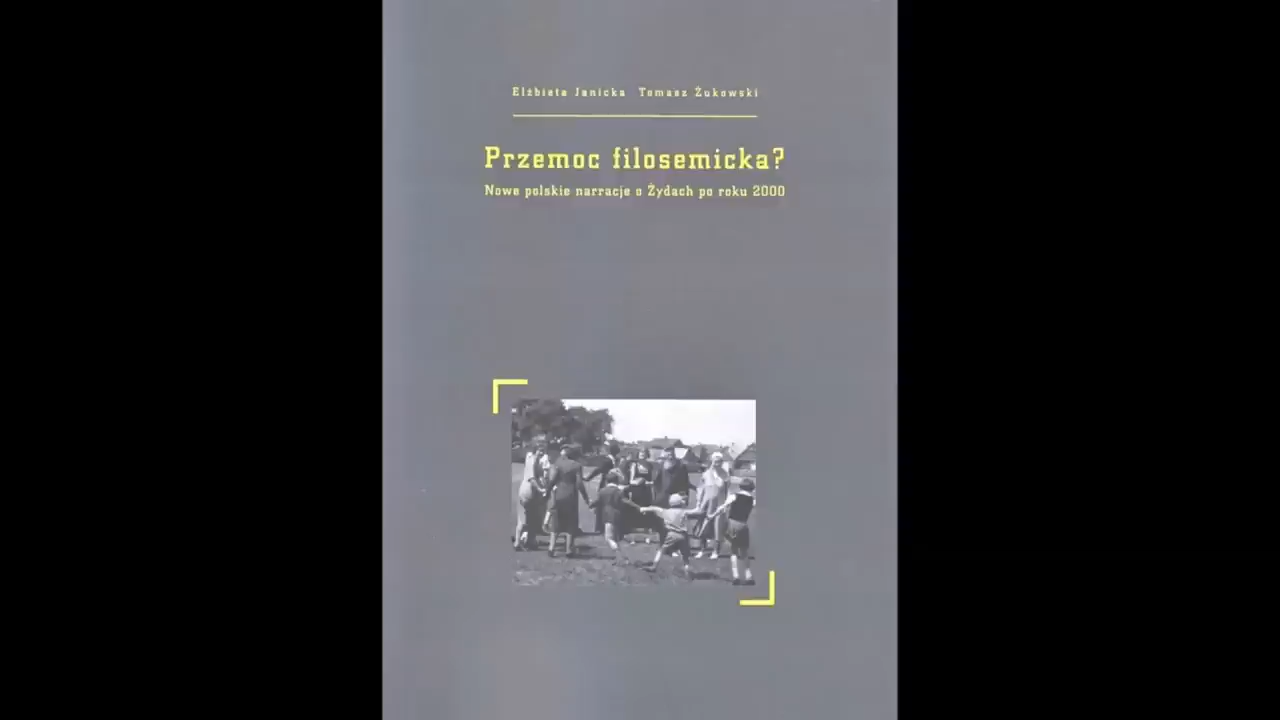 Elżbieta Janicka Tomasz Żukowski
Przemoc filosemicka?
Nowe polskie narracje o Żydach po roku 2000